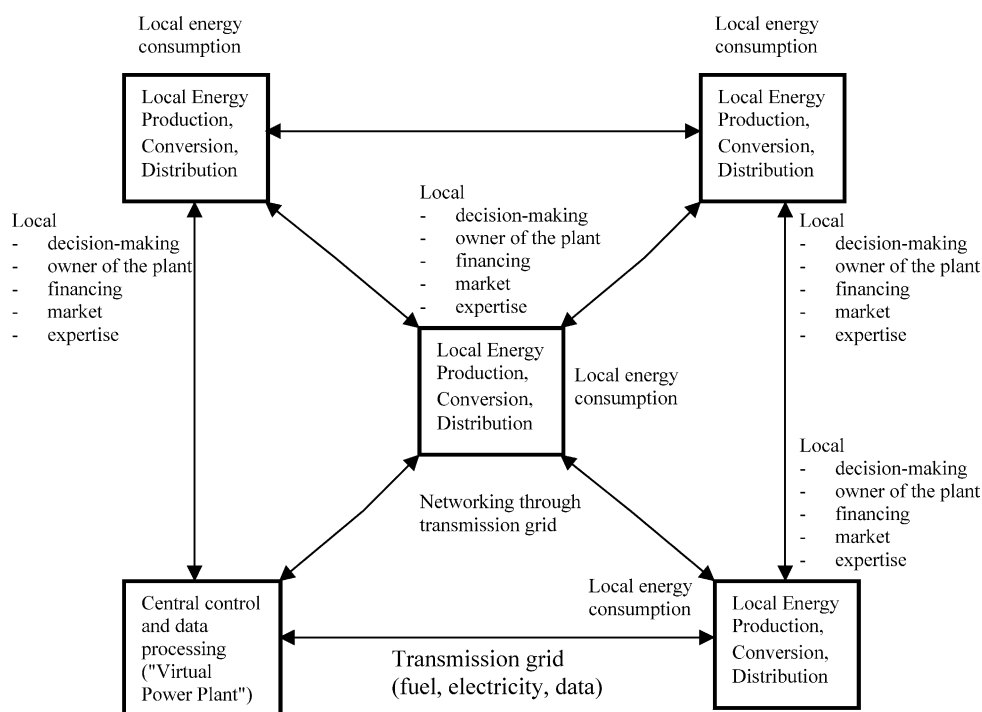 Local energy
consumption
Local energy
consumption
Local Energy
Production,
Conversion,
Distribution
Local Energy
Production,
Conversion,
Distribution
Local
- decision-making
- owner of the plant
- financing
- market
- expertise
Local
- decision-making
- owner of the plant
- financing
- market
- expertise
Local
- decision-making
- owner of the plant
- financing
- market
- expertise
Local Energy
Production,
Conversion,
Distribution
Local energy
consumption
Local
- decision-making
- owner of the plant
- financing
- market
- expertise
Networking through
transmission grid
Central control
and data
processing
("Virtual
Power Plant")
Local energy
consumption
Local Energy
Production,
Conversion,
Distribution
Transmission grid
(fuel, electricity, data)